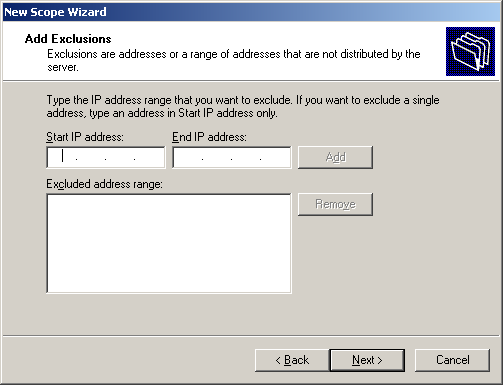 New Scope Wizard
Add Exclusions
Exclusions are addresses or a range of addresses that are not distributed by the
server.
Type the IP address range that you want to exclude. If you want to exclude a single
address, type an address in Start IP address only.
Start IP address:
End IP address:
Add
Excluded address range:
Remove
< Back
Next >
Cancel